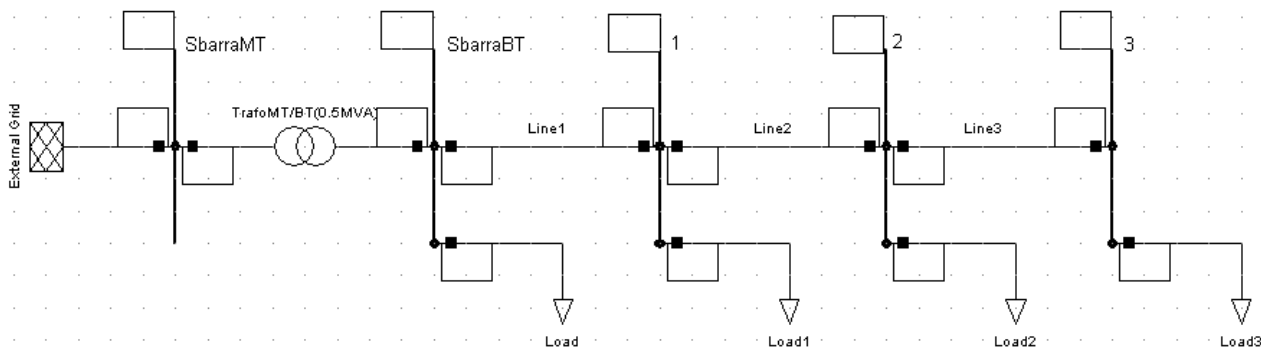 SbarraMT
SbarraBT
1
2
3
TrafoMT/BT(0.5MVA)
Line1
Line2
Line3
External Grid
Load
Load1
Load2
Load3